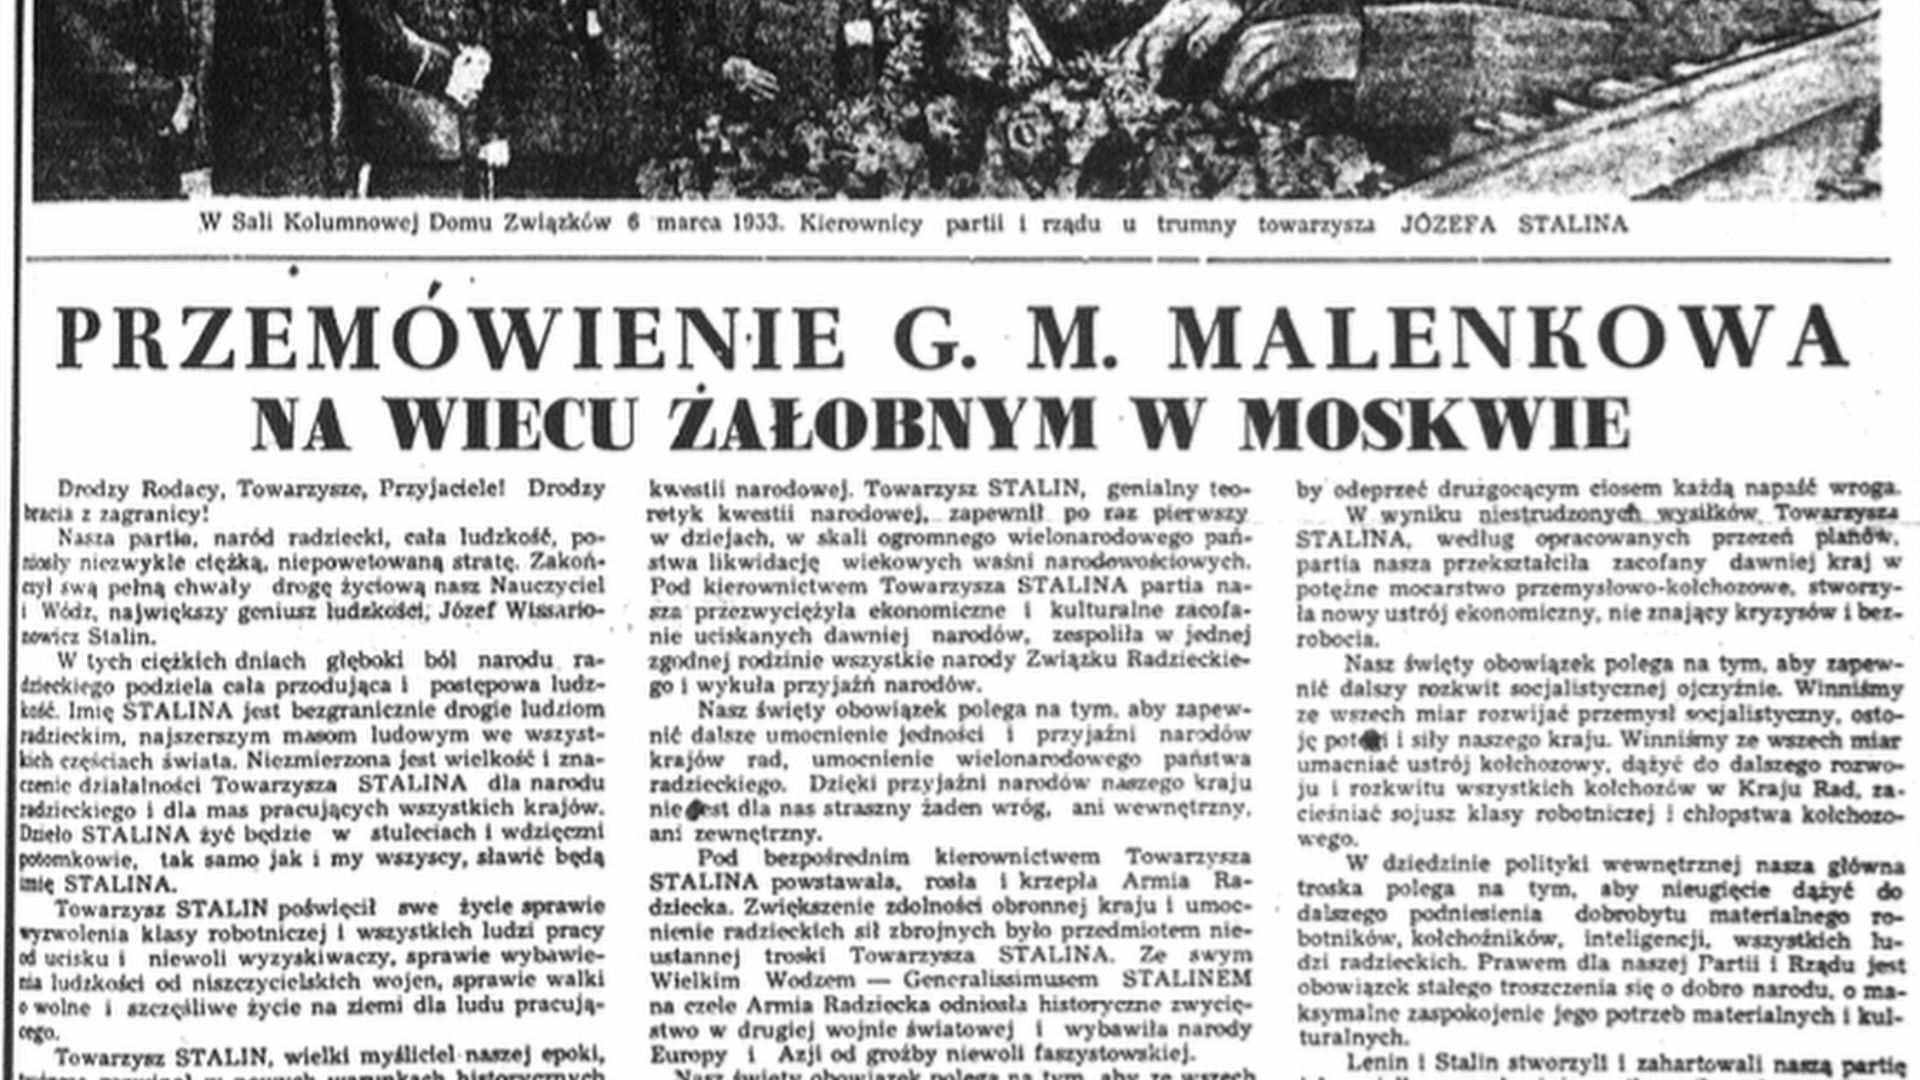 W Sali Kolumnowej Domu Związków 6 marca 1953. Kierownicy partii i rządu u trumny towarzysza JÓZEFA STALINA
PRZEMÓWIENIE G. M. MALENKOWA
NA WIECU ŻAŁOBNYM W MOSKWIE
Drodzy Rodacy, Towarzysze, Przyjaciele! Drodzy
bracia z zagranicy!
Nasza partia, naród radziecki, cała ludzkość, po-
niosły niezwykle ciężką, niepowetowaną stratę. Zakoń-
czył swą pełną chwały drogę życiową nasz Nauczyciel
i Wódz, największy geniusz ludzkości, Józef Wissario-
nowicz Stalin.
W tych ciężkich dniach głęboki ból narodu ra-
dzieckiego podziela cała przodująca i postępowa ludz-
kość. Imię STALINA jest bezgranicznie drogie ludziom
radzieckim, najszerszym masom ludowym we wszyst-
kich częściach świata. Niezmierzona jest wielkość i zna-
czenie działalności Towarzysza STALINA dla narodu
radzieckiego i dla mas pracujących wszystkich krajów.
Dzieło STALINA żyć będzie w stuleciach i wdzięczni
potomkowie, tak samo jak i my wszyscy, sławić będą
imię STALINA.
Towarzysz STALIN poświęcił swe życie sprawie
wyzwolenia klasy robotniczej i wszystkich ludzi pracy
od ucisku i niewoli wyzyskiwaczy, sprawie wybawie-
nia ludzkości od niszczycielskich wojen, sprawie walki
o wolne i szczęśliwe życie na ziemi dla ludu pracują-
cego.
Towarzysz STALIN, wielki myśliciel naszej epoki,
rozwinął w nowych warunkach historycznych
kwestii narodowej. Towarzysz STALIN, genialny teo-
retyk kwestii narodowej, zapewnił po raz pierwszy
w dziejach, w skali ogromnego wielonarodowego pań-
stwa likwidację wiekowych waśni narodowościowych.
Pod kierownictwem Towarzysza STALINA partia na-
sza przezwyciężyła ekonomiczne i kulturalne zacofa-
nie uciskanych dawniej narodów, zespoliła w jednej
zgodnej rodzinie wszystkie narody Związku Radzieckie-
go i wykuła przyjaźń narodów.
Nasz święty obowiązek polega na tym, aby zapew-
nić dalsze umocnienie jedności i przyjaźni narodów
krajów rad, umocnienie wielonarodowego państwa
radzieckiego. Dzięki przyjaźni narodów naszego kraju
nie jest dla nas straszny żaden wróg, ani wewnętrzny,
ani zewnętrzny.
Pod bezpośrednim kierownictwem Towarzysza
STALINA powstawała, rosła i krzepła Armia Ra-
dziecka. Zwiększenie zdolności obronnej kraju i umoc-
nienie radzieckich sił zbrojnych było przedmiotem nie-
ustannej troski Towarzysza STALINA. Ze swym
Wielkim Wodzem — Generalissimusem STALINEM
na czele Armia Radziecka odniosła historyczne zwycię-
stwo w drugiej wojnie światowej i wybawiła narody
Europy i Azji od groźby niewoli faszystowskiej.
Nasz święty obowiązek polega na tym, aby ze wszech
by odeprzeć druzgocącym ciosem każdą napaść wroga.
W wyniku niestrudzonych wysiłków Towarzysza
STALINA, według opracowanych przezeń planów,
partia nasza przekształciła zacofany dawniej kraj w
potężne mocarstwo przemysłowo-kołchozowe, stworzy-
ła nowy ustrój ekonomiczny, nie znający kryzysów i bez-
robocia.
Nasz święty obowiązek polega na tym, aby zapew-
nić dalszy rozkwit socjalistycznej ojczyźnie. Winniśmy
ze wszech miar rozwijać przemysł socjalistyczny, osto-
ję potęgi i siły naszego kraju. Winniśmy ze wszech miar
umacniać ustrój kołchozowy, dążyć do dalszego rozwo-
ju i rozkwitu wszystkich kołchozów w Kraju Rad, za-
cieśniać sojusz klasy robotniczej i chłopstwa kołchozo-
wego.
W dziedzinie polityki wewnętrznej nasza główna
troska polega na tym, aby nieugięcie dążyć do
dalszego podniesienia dobrobytu materialnego ro-
botników, kołchoźników, inteligencji, wszystkich lu-
dzi radzieckich. Prawem dla naszej Partii i Rządu jest
obowiązek stałego troszczenia się o dobro narodu, o ma-
ksymalne zaspokojenie jego potrzeb materialnych i kul-
turalnych.
Lenin i Stalin stworzyli i zahartowali naszą partię